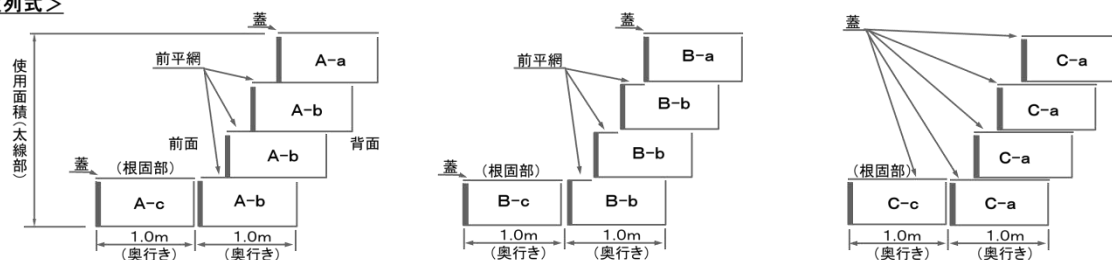 列式＞
蓋
A-a
前平網
A-b
使用面積(太線部)
前面
A-b
背面
蓋
(根固部)
A-c
A-b
1.0m
(奥行き)
1.0m
(奥行き)
蓋
B-a
前平網
B-b
B-b
蓋
(根固部)
B-c
B-b
1.0m
(奥行き)
1.0m
(奥行き)
蓋
C-a
C-a
C-a
(根固部)
C-c
C-a
1.0m
(奥行き)
1.0m
(奥行き)